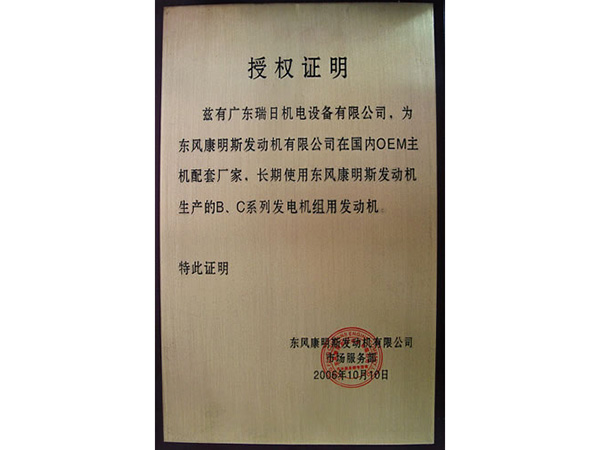 授权证明
兹有广东瑞日机电设备有限公司，为
东风康明斯发动机有限公司在国内OEM主
机配套厂家，长期使用东风康明斯发动机
生产的B、C系列发电机组用发动机。
特此证明
东风康明斯发动机有限公司
市场服务部
2006年10月10日